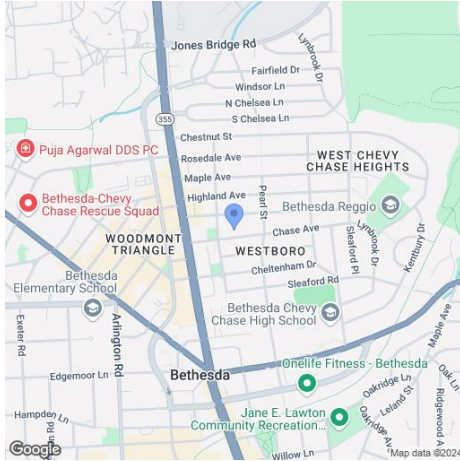 Jones Bridge Rd
Lynbrook Dr
Fairfield Dr
Windsor Ln
N Chelsea Ln
355
S Chelsea Ln
Chestnut St
Puja Agarwal DDS PC
Rosedale Ave
WEST CHEVY
CHASE HEIGHTS
Maple Ave
Highland Ave
Pearl St
Bethesda-Chevy
Chase Rescue Squad
Bethesda Reggio
Lynbrook Dr
Kentbury Dr
Chase Ave
Sleaford Pl
WOODMONT
TRIANGLE
WESTBORO
Cheltenham Dr
Bethesda
Elementary School
Sleaford Rd
Bethesda Chevy
Chase High School
Exeter Rd
Arlington Rd
Maple Ave
Onelife Fitness - Bethesda
Bethesda
Edgemoor Ln
Oakridge Ln
Oak Ln
Leland St
Ridgewood A
Hampden Ln
Jane E. Lawton
Community Recreation...
Oakridge Ave
Willow Ln
Google
Map data ©2024